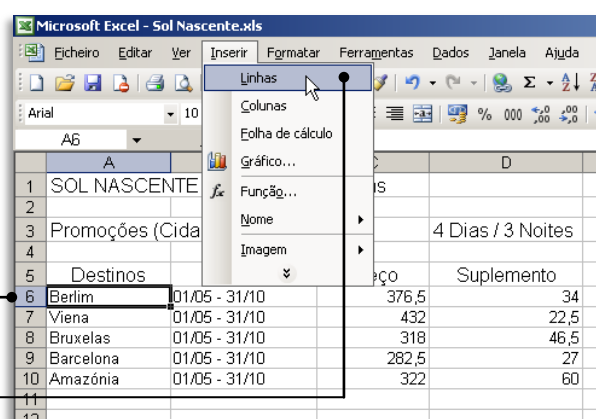 Microsoft Excel - Sol Nascente.xls
Ficheiro Editar Ver Inserir Formatar Ferramentas Dados Janela Ajuda
Linhas
Colunas
Folha de cálculo
Gráfico...
Função...
Nome
Imagem
Arial 10 % 000
A6
A D
1 SOL NASCENTE
2
3 Promoções 4 Dias / 3 Noites
4
5 Destinos Suplemento
6 Berlim 01/05 - 31/10 376,5 34
7 Viena 01/05 - 31/10 432 22,5
8 Bruxelas 01/05 - 31/10 318 46,5
9 Barcelona 01/05 - 31/10 282,5 27
10 Amazónia 01/05 - 31/10 322 60
11